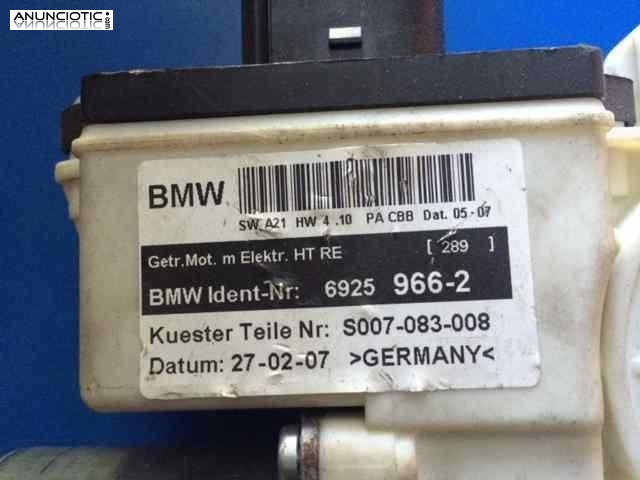 ANUNCIOTIC.com
BMW
SW A21 HW 4.10 PA CBB Dat. 05-07
Getr.Mot. m Elektr. HT RE [ 289 ]
BMW Ident-Nr: 6925 966-2
Kuester Teile Nr: S007-083-008
Datum: 27-02-07 >GERMANY<